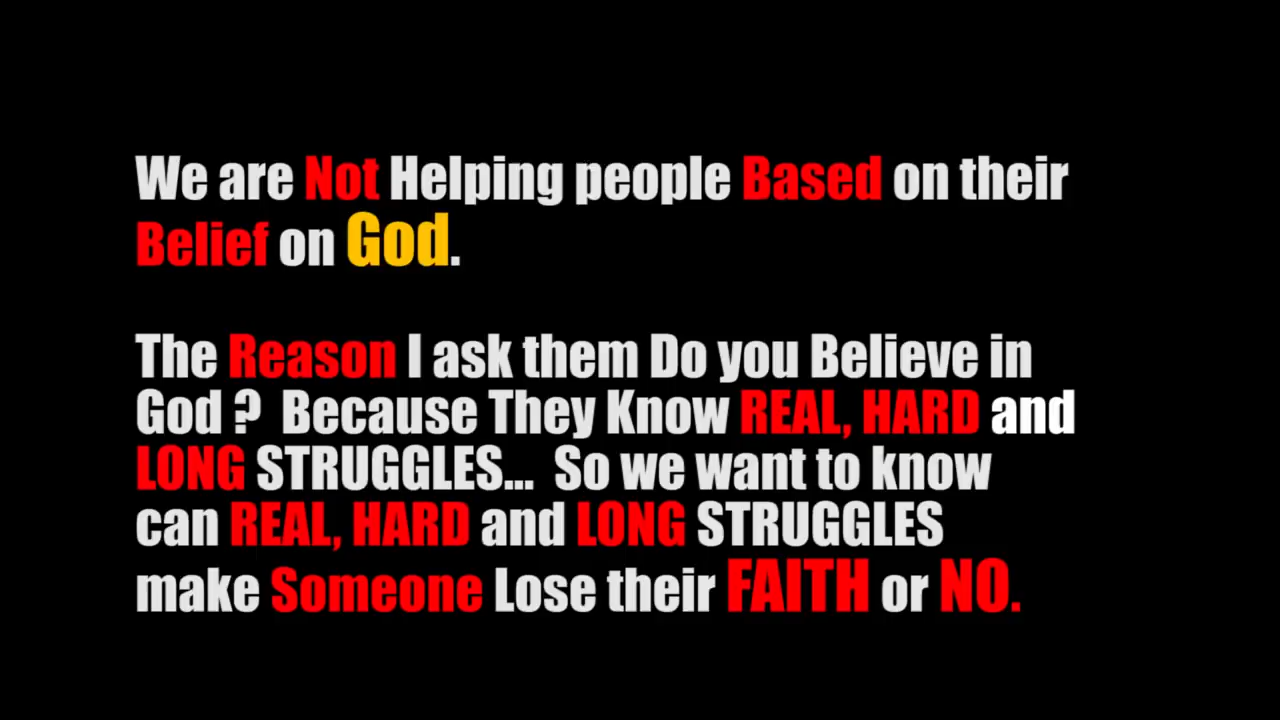 We are Not Helping people Based on their
Belief on God.
The Reason I ask them Do you Believe in
God ? Because They Know REAL, HARD and
LONG STRUGGLES... So we want to know
can REAL, HARD and LONG STRUGGLES
make Someone Lose their FAITH or NO.